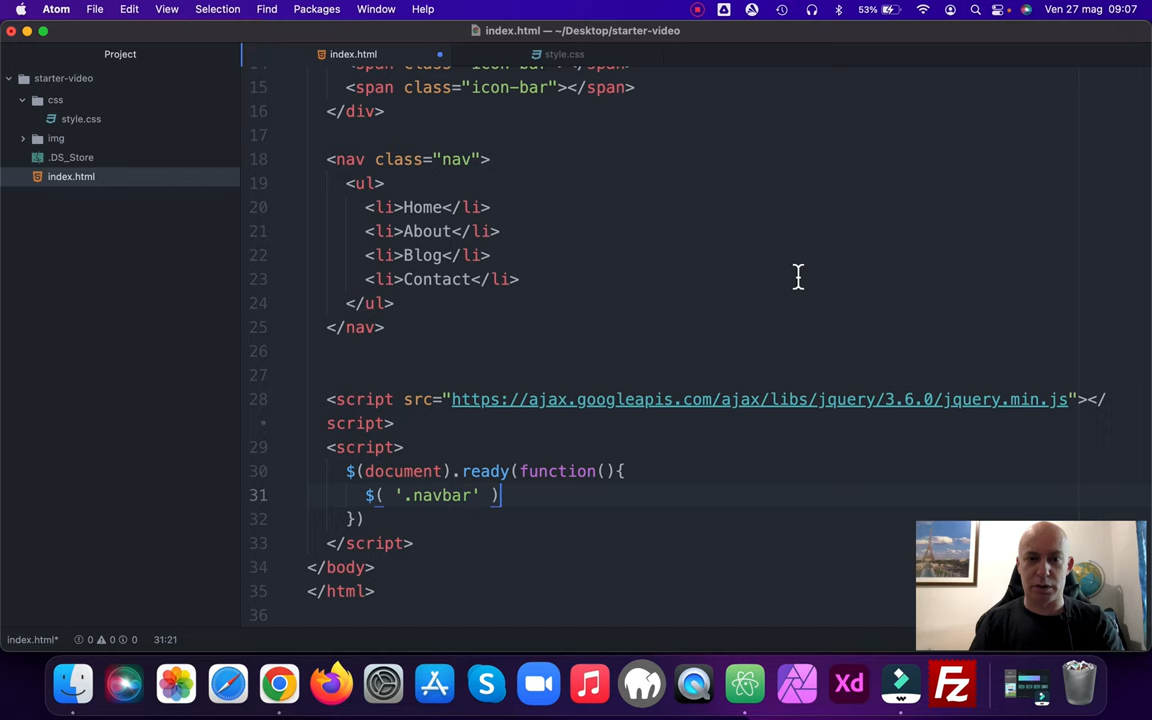 Atom File Edit View Selection Find Packages Window Help 53% Ven 27 mag 09:07
index.html — ~/Desktop/starter-video
Project index.html style.css
starter-video
css
style.css
img
.DS_Store
index.html
15 <span class="icon-bar"></span>
16 </div>
17
18 <nav class="nav">
19 <ul>
20 <li>Home</li>
21 <li>About</li>
22 <li>Blog</li>
23 <li>Contact</li>
24 </ul>
25 </nav>
26
27
28 <script src="https://ajax.googleapis.com/ajax/libs/jquery/3.6.0/jquery.min.js"></
• script>
29 <script>
30 $(document).ready(function(){
31 $( '.navbar' )
32 })
33 </script>
34 </body>
35 </html>
36
index.html* 0 0 0 31:21
Xd
Fz